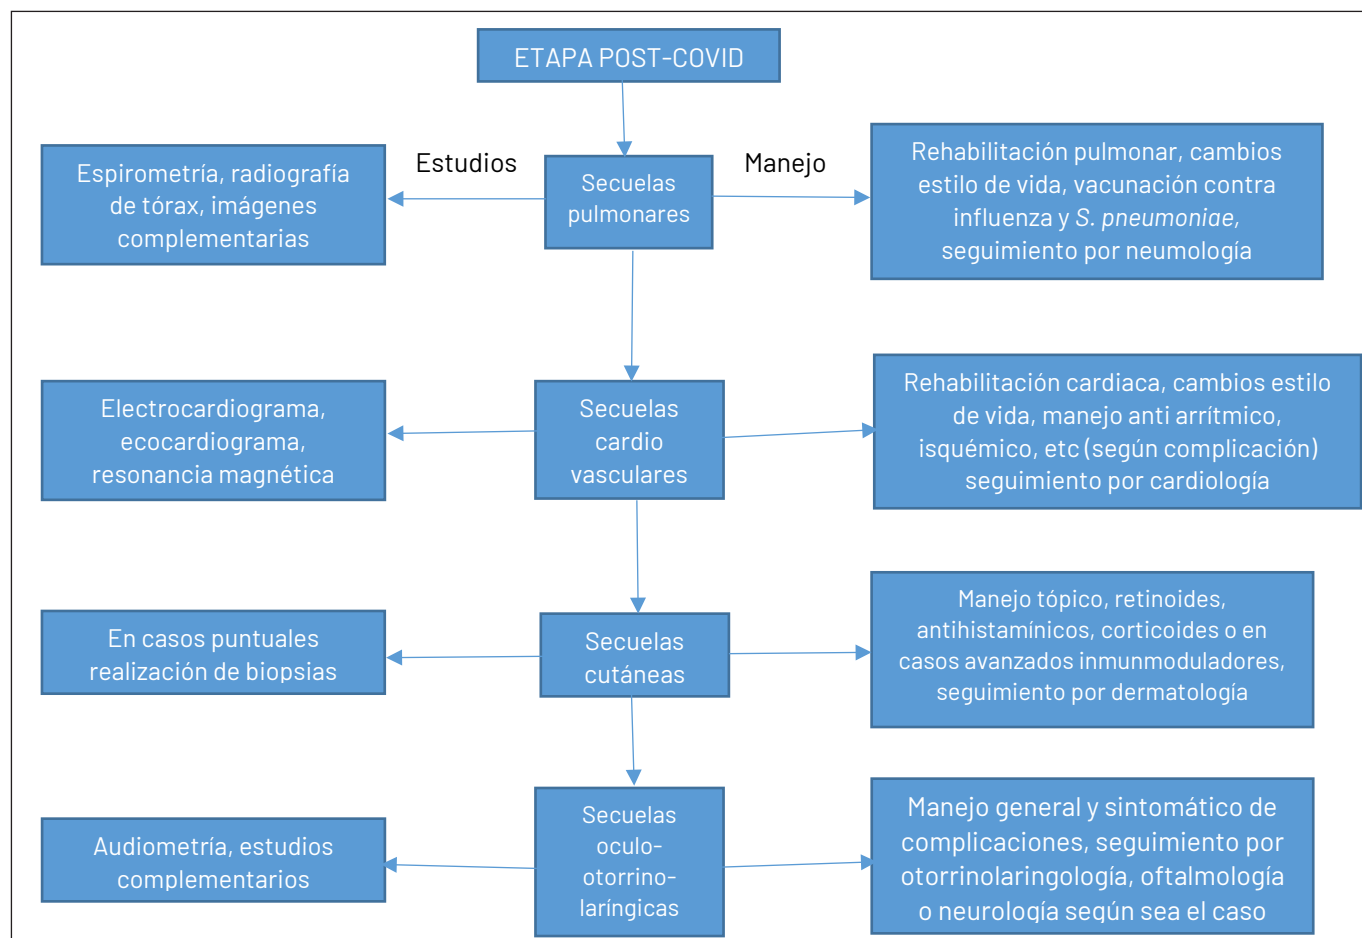 ETAPA POST-COVID
Espirometría, radiografía
de tórax, imágenes
complementarias
Estudios
Secuelas
pulmonares
Manejo
Rehabilitación pulmonar, cambios
estilo de vida, vacunación contra
influenza y S. pneumoniae,
seguimiento por neumología
Electrocardiograma,
ecocardiograma,
resonancia magnética
Secuelas
cardio
vasculares
Rehabilitación cardiaca, cambios estilo
de vida, manejo anti arrítmico,
isquémico, etc (según complicación)
seguimiento por cardiología
En casos puntuales
realización de biopsias
Secuelas
cutáneas
Manejo tópico, retinoides,
antihistamínicos, corticoides o en
casos avanzados inmunmoduladores,
seguimiento por dermatología
Audiometría, estudios
complementarios
Secuelas
oculo-
otorrino-
laríngicas
Manejo general y sintomático de
complicaciones, seguimiento por
otorrinolaringología, oftalmología
o neurología según sea el caso